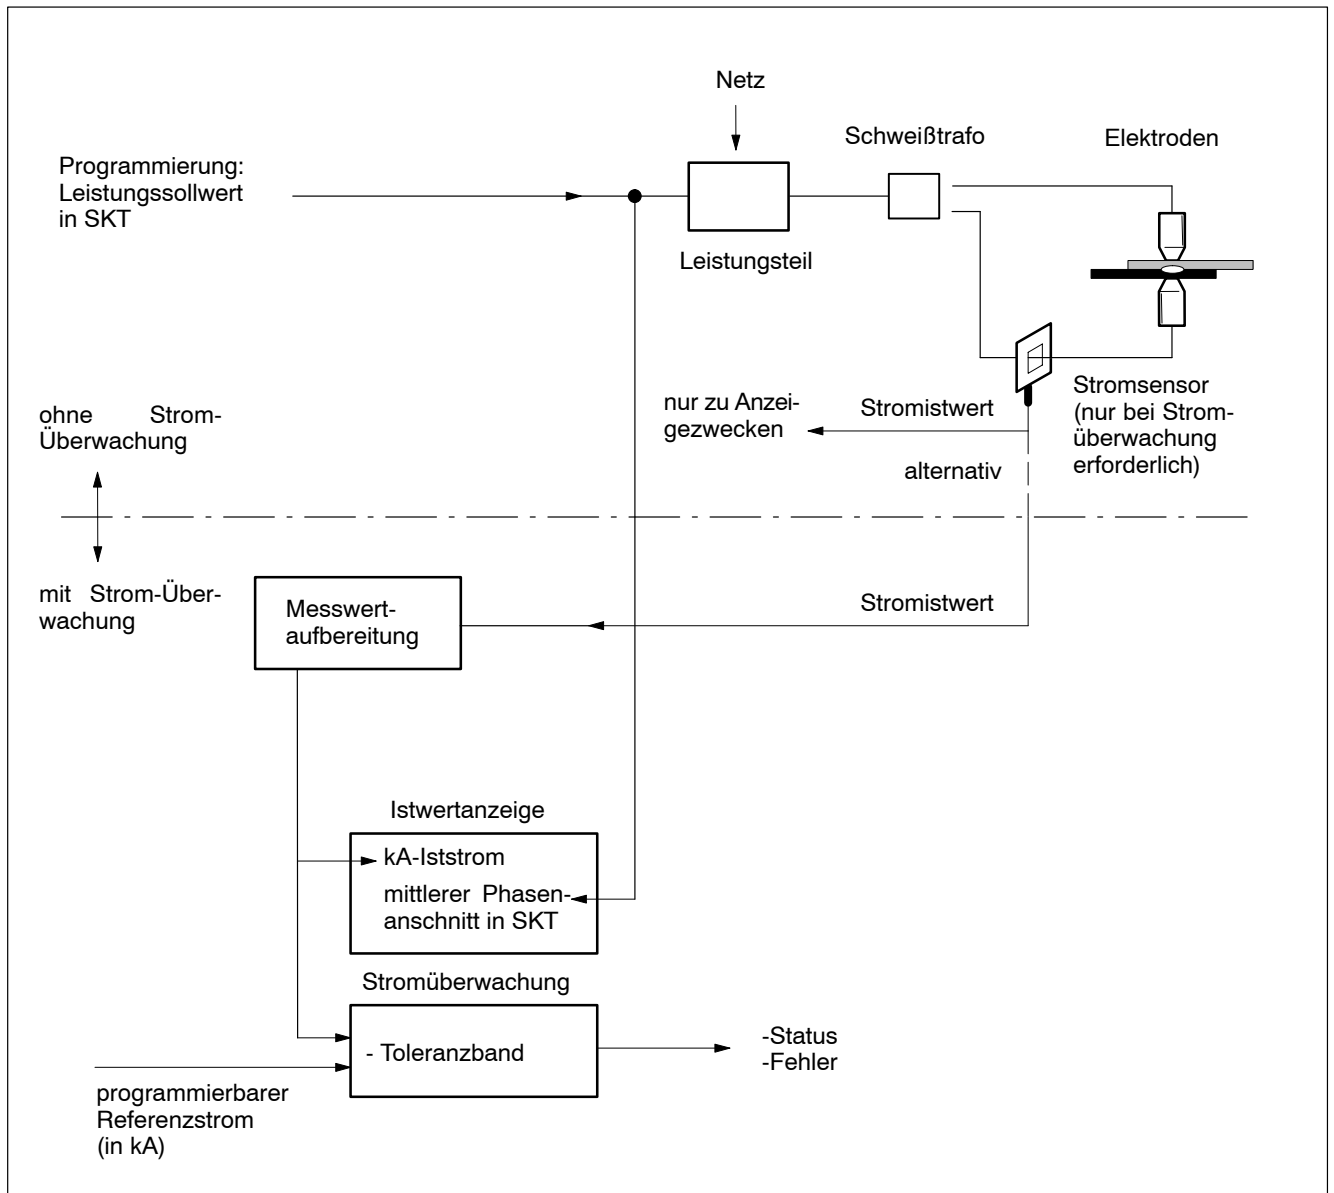 Netz
Schweißtrafo
Elektroden
Programmierung:
Leistungssollwert
in SKT
Leistungsteil
Stromsensor
(nur bei Strom-
überwachung
erforderlich)
nur zu Anzei-
gezwecken
Stromistwert
alternativ
ohne Strom-
Überwachung
mit Strom-Über-
wachung
Messwert-
aufbereitung
Stromistwert
Istwertanzeige
kA-Iststrom
mittlerer Phasen-
anschnitt in SKT
Stromüberwachung
- Toleranzband
-Status
-Fehler
programmierbarer
Referenzstrom
(in kA)